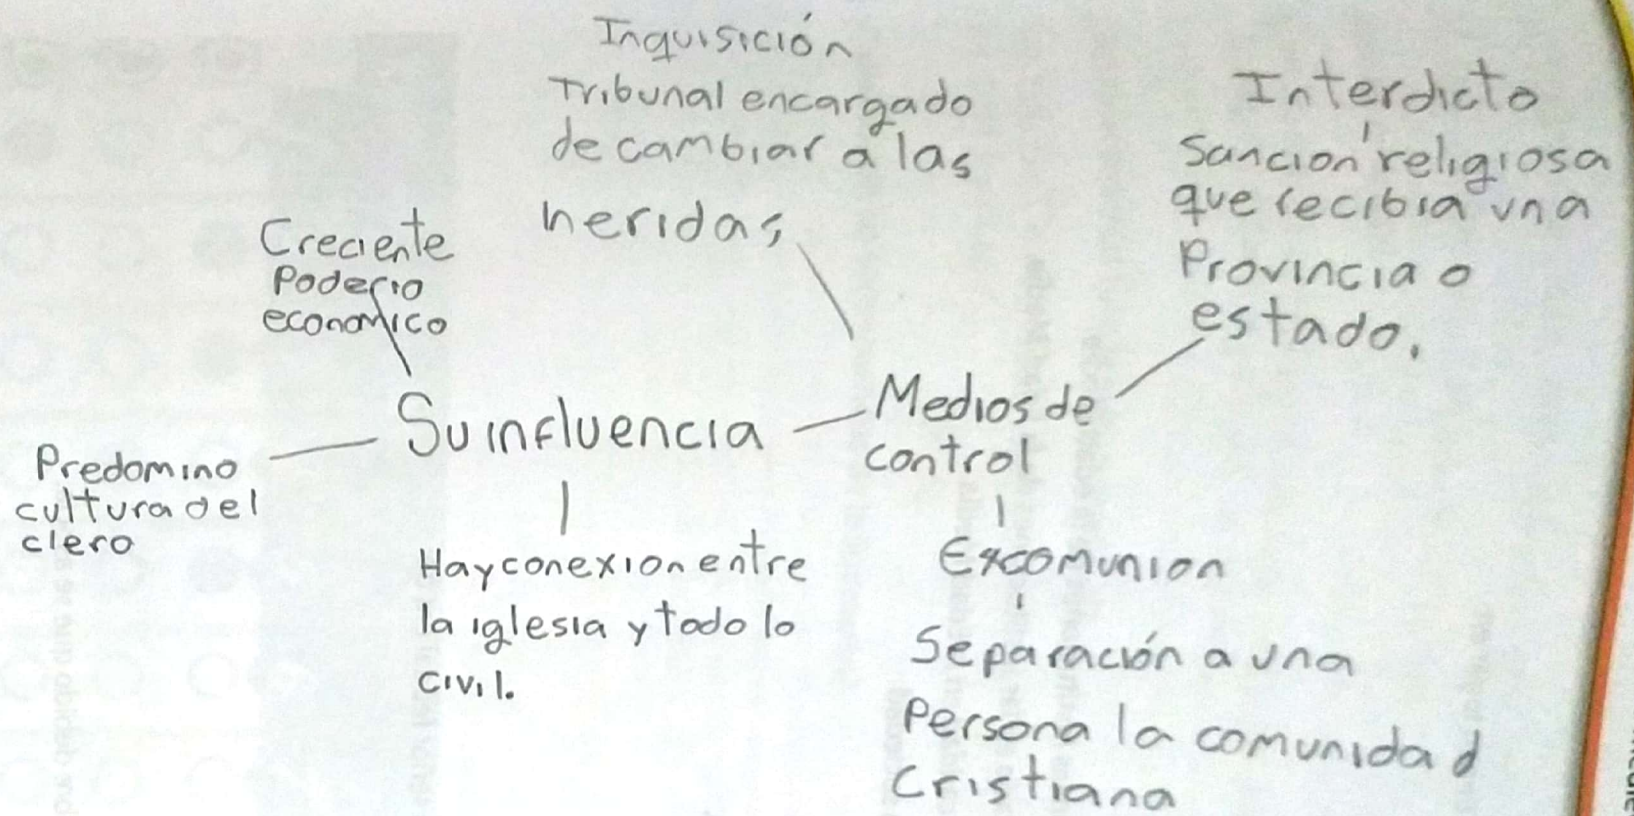 Inquisición
Tribunal encargado
de cambiar a las
heridas,
Interdicto
Sancion religiosa
que recibia una
Provincia o
estado.
Creciente
Poderio
economico
Su influencia
Medios de
control
Predomino
cultura del
clero
Hay conexion entre
la iglesia y todo lo
civil.
Excomunion
Separación a una
Persona la comunidad
Cristiana